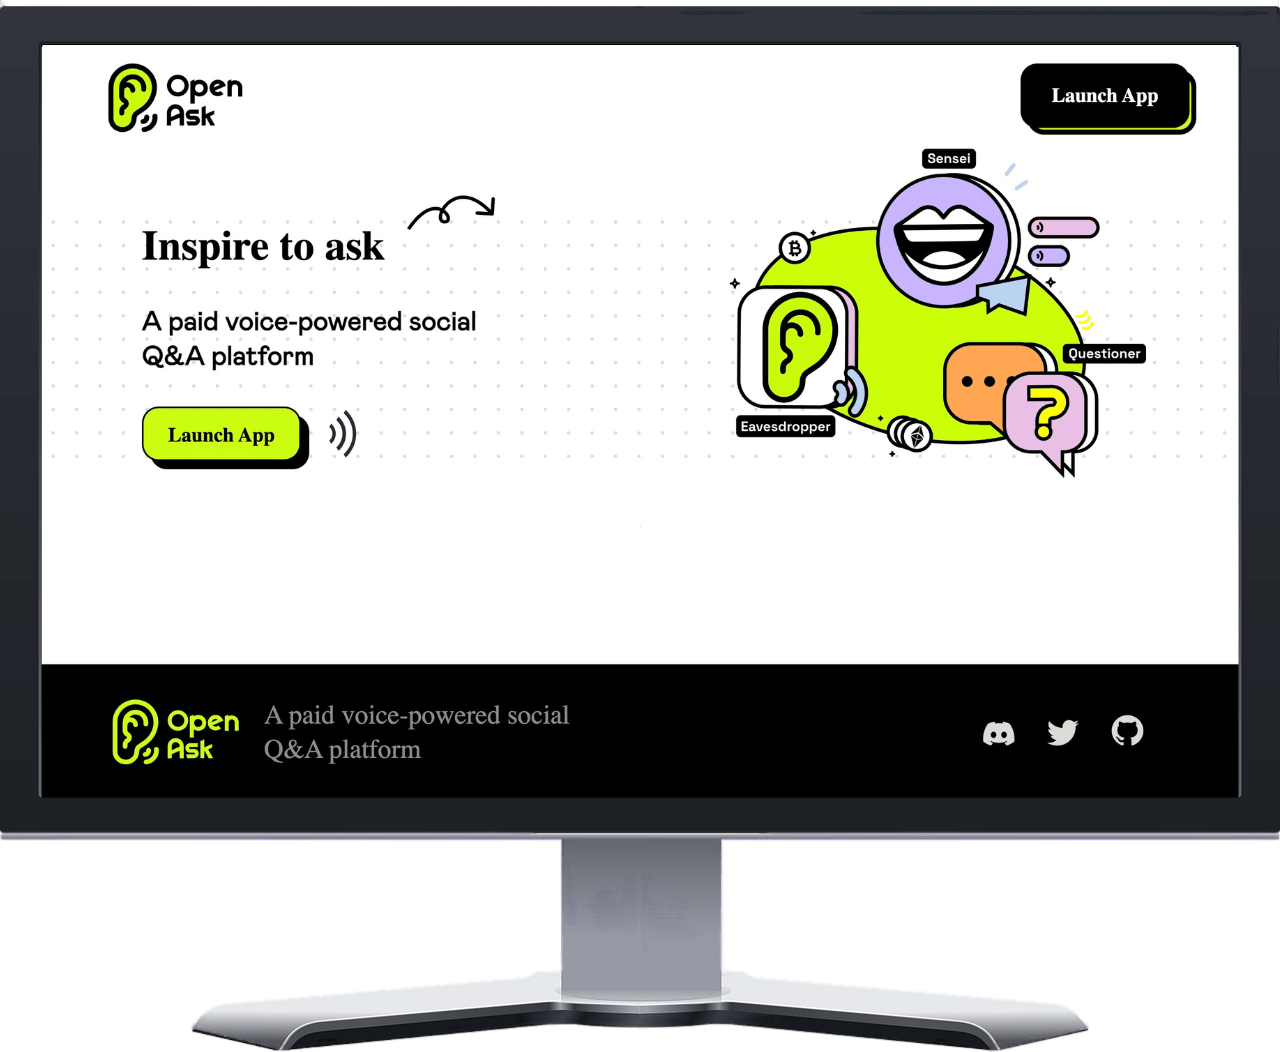 Open
Ask
Launch App
Sensei
Inspire to ask
A paid voice-powered social
Q&A platform
Questioner
Eavesdropper
Launch App
Open
Ask
A paid voice-powered social
Q&A platform